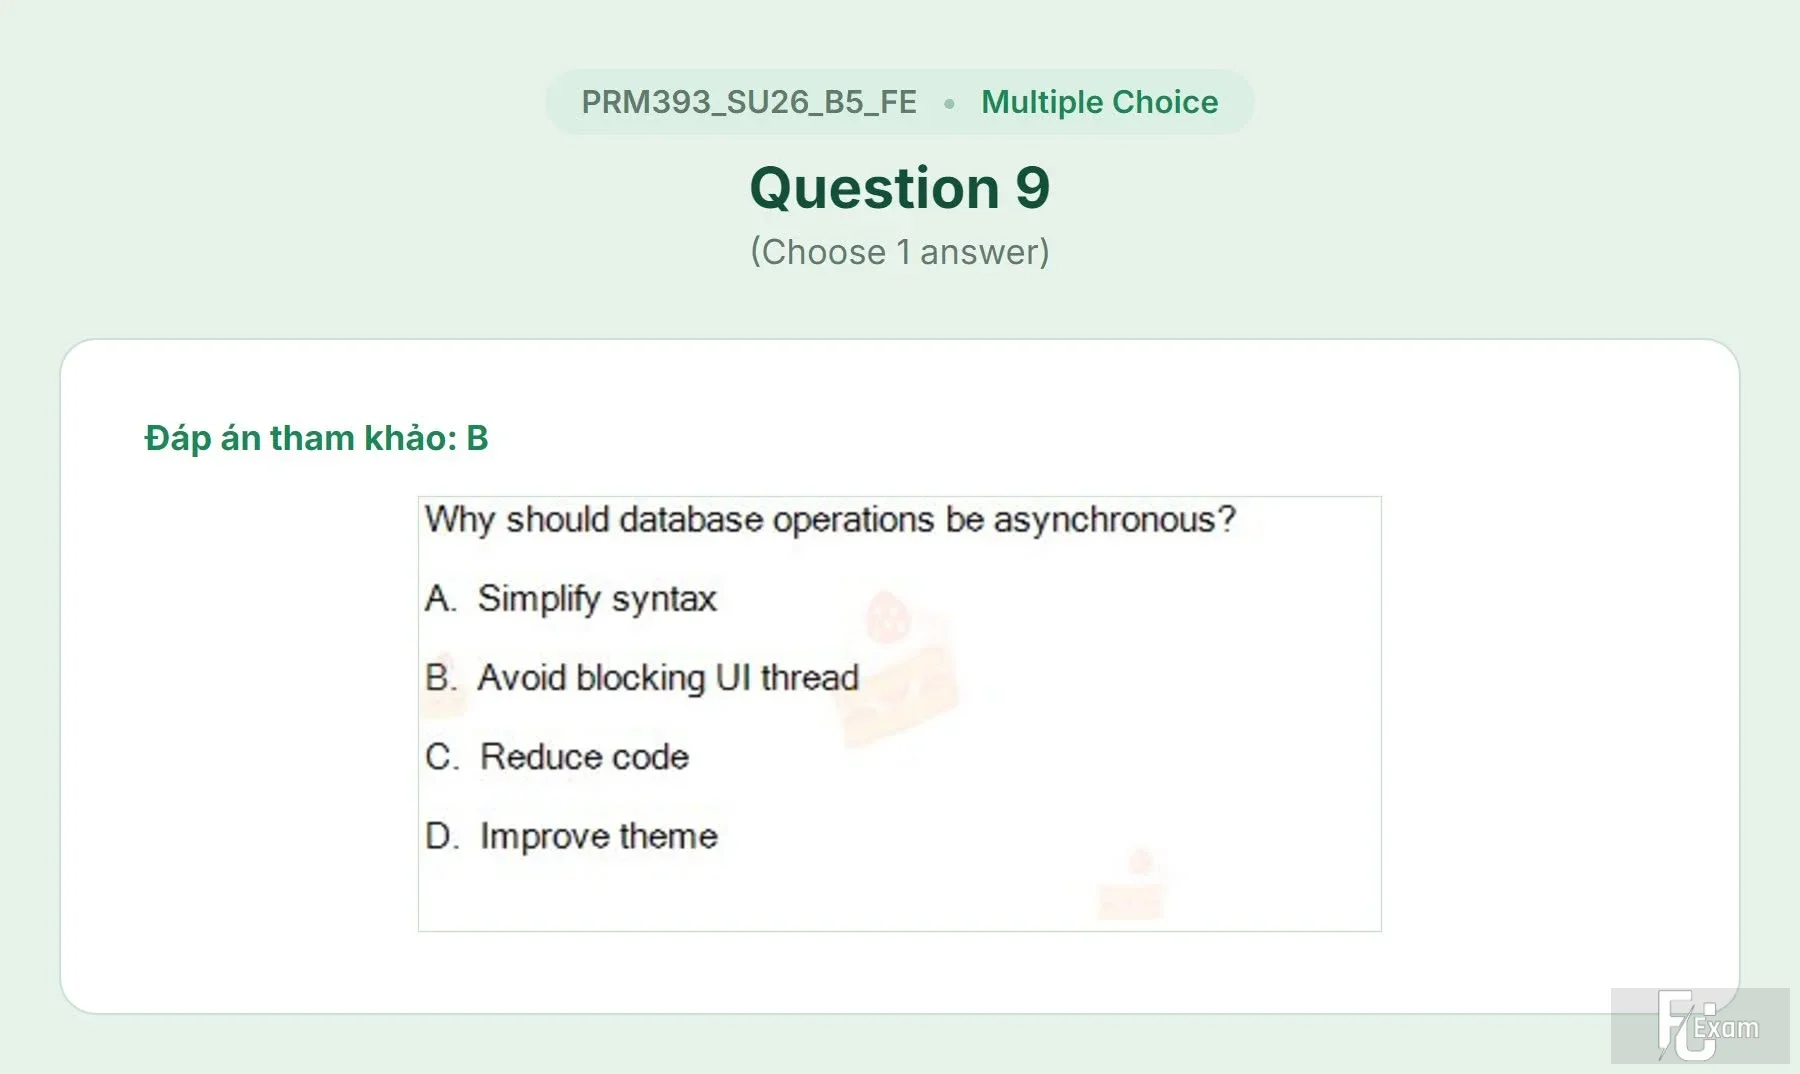 PRM393_SU26_B5_FE • Multiple Choice
Question 9
(Choose 1 answer)
Đáp án tham khảo: B
Why should database operations be asynchronous?
A. Simplify syntax
B. Avoid blocking UI thread
C. Reduce code
D. Improve theme
FU Exam